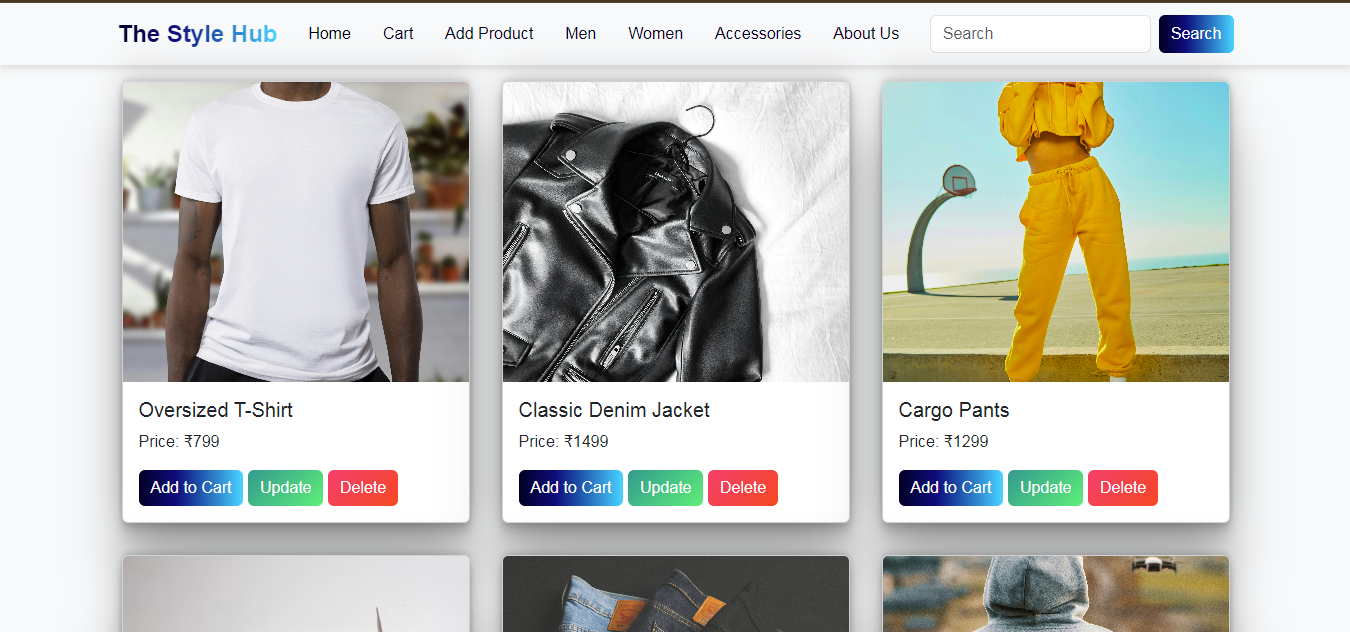 The Style Hub Home Cart Add Product Men Women Accessories About Us Search Search
Oversized T-Shirt
Price: ₹799
Add to Cart Update Delete
Classic Denim Jacket
Price: ₹1499
Add to Cart Update Delete
Cargo Pants
Price: ₹1299
Add to Cart Update Delete